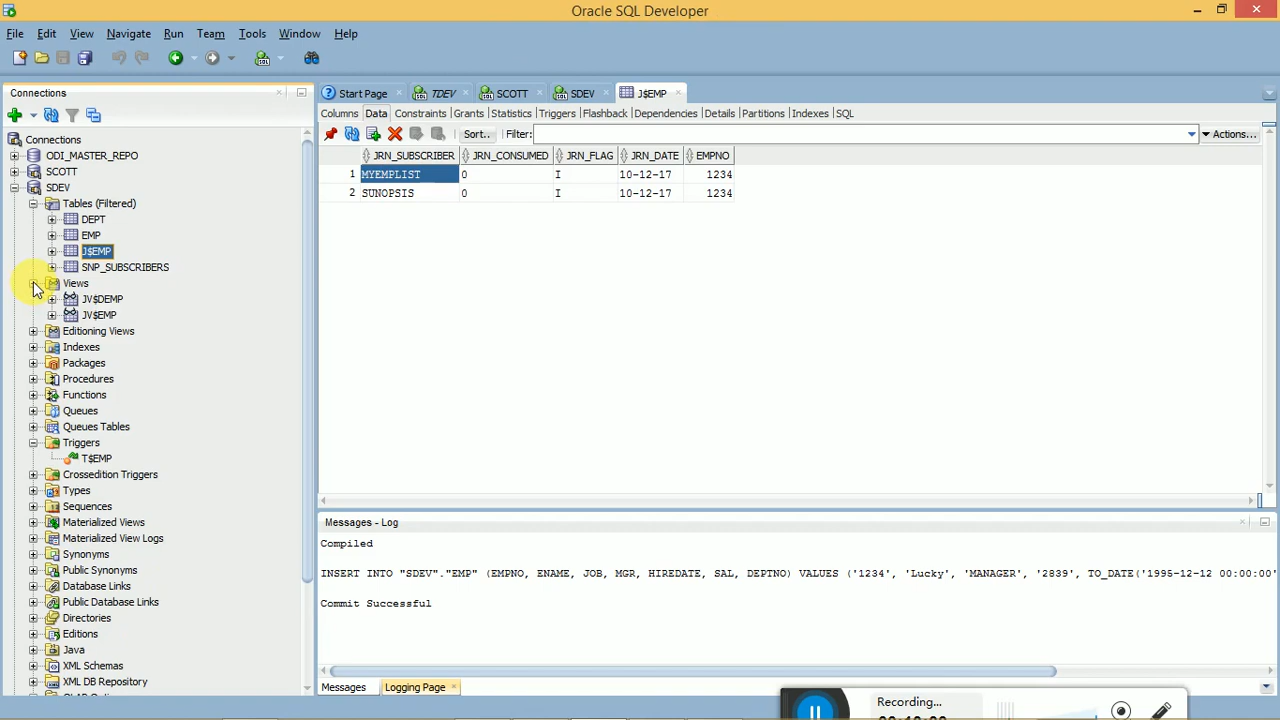 Oracle SQL Developer
File Edit View Navigate Run Team Tools Window Help
Connections
Start Page TDEV SCOTT SDEV J$EMP
Columns Data Constraints Grants Statistics Triggers Flashback Dependencies Details Partitions Indexes SQL
Sort.. Filter: Actions...
JRN_SUBSCRIBER JRN_CONSUMED JRN_FLAG JRN_DATE EMPNO
1 MYEMPLIST 0 I 10-12-17 1234
2 SUNOPSIS 0 I 10-12-17 1234
Connections
ODI_MASTER_REPO
SCOTT
SDEV
Tables (Filtered)
DEPT
EMP
J$EMP
SNP_SUBSCRIBERS
Views
JV$DEMP
JV$EMP
Editioning Views
Indexes
Packages
Procedures
Functions
Queues
Queues Tables
Triggers
T$EMP
Crossedition Triggers
Types
Sequences
Materialized Views
Materialized View Logs
Synonyms
Public Synonyms
Database Links
Public Database Links
Directories
Editions
Java
XML Schemas
XML DB Repository
Messages - Log
Compiled
INSERT INTO "SDEV"."EMP" (EMPNO, ENAME, JOB, MGR, HIREDATE, SAL, DEPTNO) VALUES ('1234', 'Lucky', 'MANAGER', '2839', TO_DATE('1995-12-12 00:00:00'
Commit Successful
Messages Logging Page
Recording...